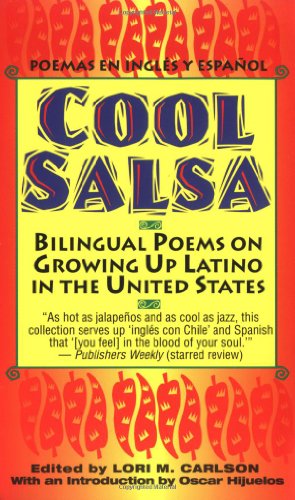 POEMAS EN INGLÉS Y ESPAÑOL
COOL
SALSA
BILINGUAL POEMS ON
GROWING UP LATINO
IN THE UNITED STATES
"As hot as jalapeños and as cool as jazz, this
collection serves up 'inglés con Chile' and Spanish
that '[you feel] in the blood of your soul.'"
— Publishers Weekly (starred review)
Edited by LORI M. CARLSON
With an Introduction by Oscar Hijuelos